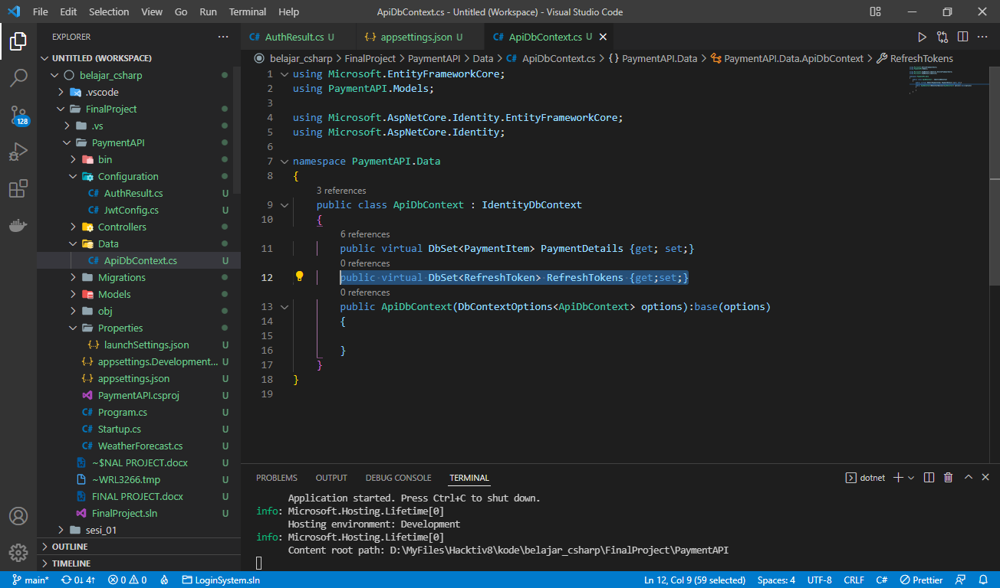 File Edit Selection View Go Run Terminal Help ApiDbContext.cs - Untitled (Workspace) - Visual Studio Code
EXPLORER
UNTITLED (WORKSPACE)
belajar_csharp
.vscode
FinalProject
.vs
PaymentAPI
bin
Configuration
AuthResult.cs U
JwtConfig.cs U
Controllers
Data
ApiDbContext.cs U
Migrations
Models
obj
Properties
launchSettings.json U
appsettings.Development... U
appsettings.json U
PaymentAPI.csproj U
Program.cs U
Startup.cs U
WeatherForecast.cs U
~$NAL PROJECT.docx U
~WRL3266.tmp U
FINAL PROJECT.docx U
FinalProject.sln U
sesi_01
OUTLINE
TIMELINE
128
C# AuthResult.cs U {} appsettings.json U C# ApiDbContext.cs U
belajar_csharp > FinalProject > PaymentAPI > Data > C# ApiDbContext.cs > {} PaymentAPI.Data > PaymentAPI.Data.ApiDbContext > RefreshTokens
1 using Microsoft.EntityFrameworkCore;
2 using PaymentAPI.Models;
3
4 using Microsoft.AspNetCore.Identity.EntityFrameworkCore;
5 using Microsoft.AspNetCore.Identity;
6
7 namespace PaymentAPI.Data
8 {
3 references
9 public class ApiDbContext : IdentityDbContext
10 {
6 references
11 public virtual DbSet<PaymentItem> PaymentDetails {get; set;}
0 references
12 public virtual DbSet<RefreshToken> RefreshTokens {get;set;}
0 references
13 public ApiDbContext(DbContextOptions<ApiDbContext> options):base(options)
14 {
15
16 }
17 }
18 }
19
PROBLEMS OUTPUT DEBUG CONSOLE TERMINAL dotnet
Application started. Press Ctrl+C to shut down.
info: Microsoft.Hosting.Lifetime[0]
Hosting environment: Development
info: Microsoft.Hosting.Lifetime[0]
Content root path: D:\MyFiles\Hacktiv8\kode\belajar_csharp\FinalProject\PaymentAPI
main* 0↓ 4↑ 0 0 LoginSystem.sln Ln 12, Col 9 (59 selected) Spaces: 4 UTF-8 CRLF C# Prettier